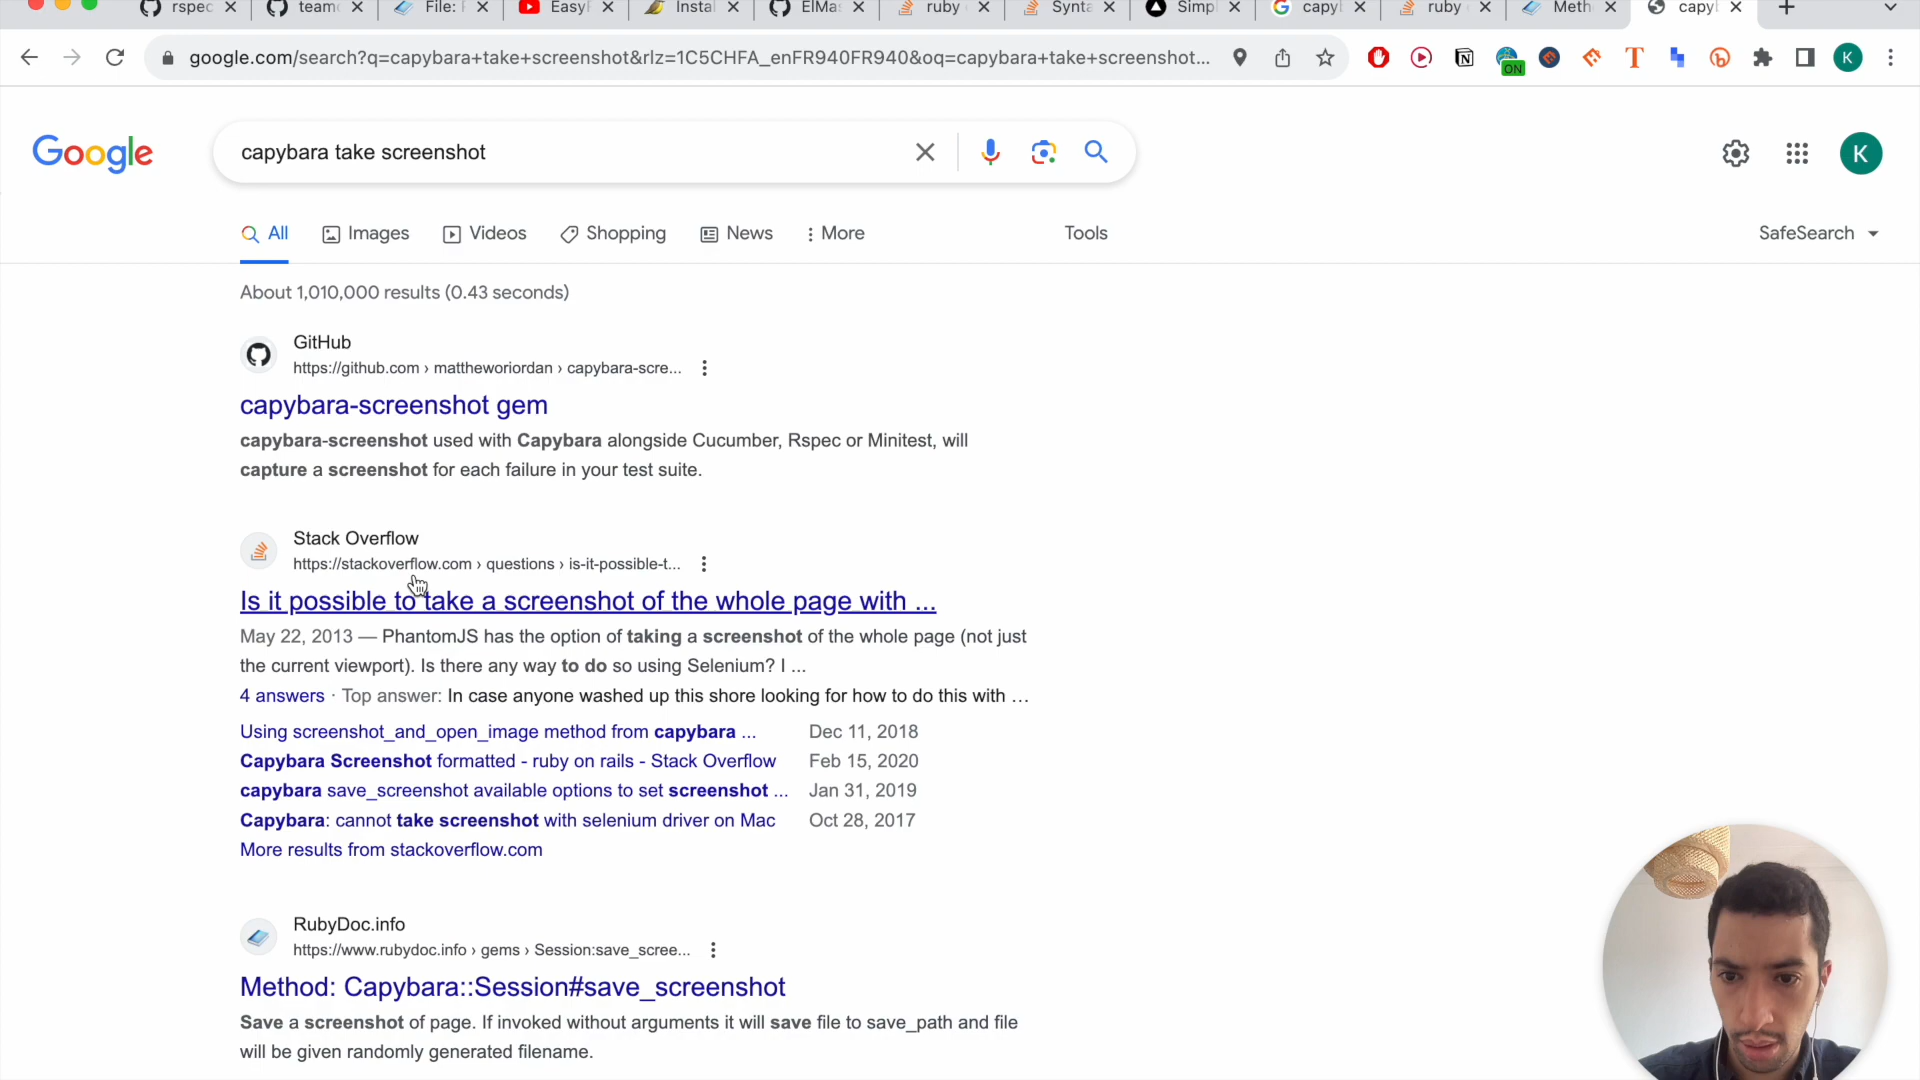 rspec
team
File:
EasyF
Instal
ElMas
ruby
Synta
Simpl
capyl
ruby
Meth
capyl
google.com/search?q=capybara+take+screenshot&rlz=1C5CHFA_enFR940FR940&oq=capybara+take+screenshot...
ON
K
Google
capybara take screenshot
K
All
Images
Videos
Shopping
News
More
Tools
SafeSearch
About 1,010,000 results (0.43 seconds)
GitHub
https://github.com › mattheworiordan › capybara-scre...
capybara-screenshot gem
capybara-screenshot used with Capybara alongside Cucumber, Rspec or Minitest, will
capture a screenshot for each failure in your test suite.
Stack Overflow
https://stackoverflow.com › questions › is-it-possible-t...
Is it possible to take a screenshot of the whole page with ...
May 22, 2013 — PhantomJS has the option of taking a screenshot of the whole page (not just
the current viewport). Is there any way to do so using Selenium? I ...
4 answers · Top answer: In case anyone washed up this shore looking for how to do this with ...
Using screenshot_and_open_image method from capybara ... Dec 11, 2018
Capybara Screenshot formatted - ruby on rails - Stack Overflow Feb 15, 2020
capybara save_screenshot available options to set screenshot ... Jan 31, 2019
Capybara: cannot take screenshot with selenium driver on Mac Oct 28, 2017
More results from stackoverflow.com
RubyDoc.info
https://www.rubydoc.info › gems › Session:save_scree...
Method: Capybara::Session#save_screenshot
Save a screenshot of page. If invoked without arguments it will save file to save_path and file
will be given randomly generated filename.